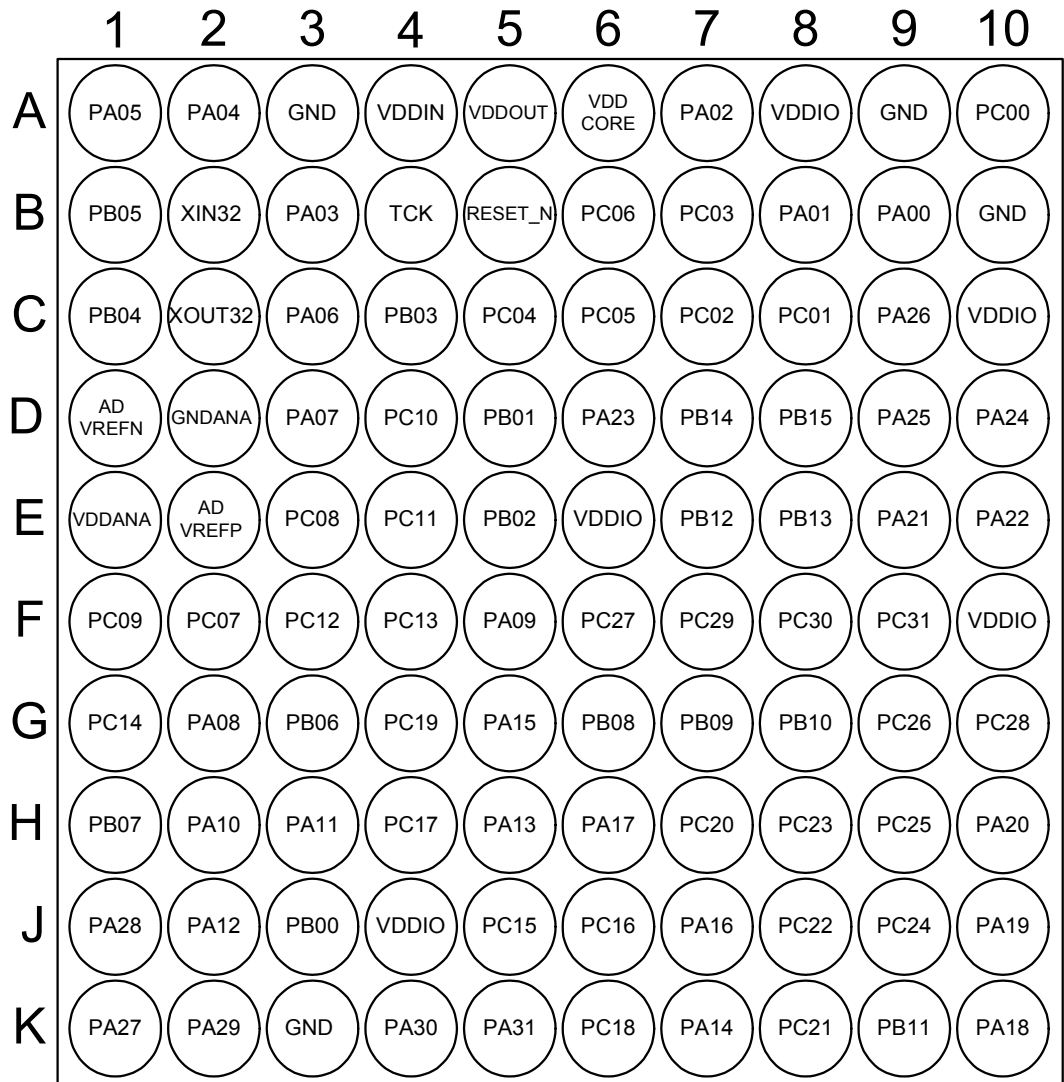 1 2 3 4 5 6 7 8 9 10
A PA05 PA04 GND VDDIN VDDOUT VDD CORE PA02 VDDIO GND PC00
B PB05 XIN32 PA03 TCK RESET_N PC06 PC03 PA01 PA00 GND
C PB04 XOUT32 PA06 PB03 PC04 PC05 PC02 PC01 PA26 VDDIO
D AD VREFN GNDANA PA07 PC10 PB01 PA23 PB14 PB15 PA25 PA24
E VDDANA AD VREFP PC08 PC11 PB02 VDDIO PB12 PB13 PA21 PA22
F PC09 PC07 PC12 PC13 PA09 PC27 PC29 PC30 PC31 VDDIO
G PC14 PA08 PB06 PC19 PA15 PB08 PB09 PB10 PC26 PC28
H PB07 PA10 PA11 PC17 PA13 PA17 PC20 PC23 PC25 PA20
J PA28 PA12 PB00 VDDIO PC15 PC16 PA16 PC22 PC24 PA19
K PA27 PA29 GND PA30 PA31 PC18 PA14 PC21 PB11 PA18